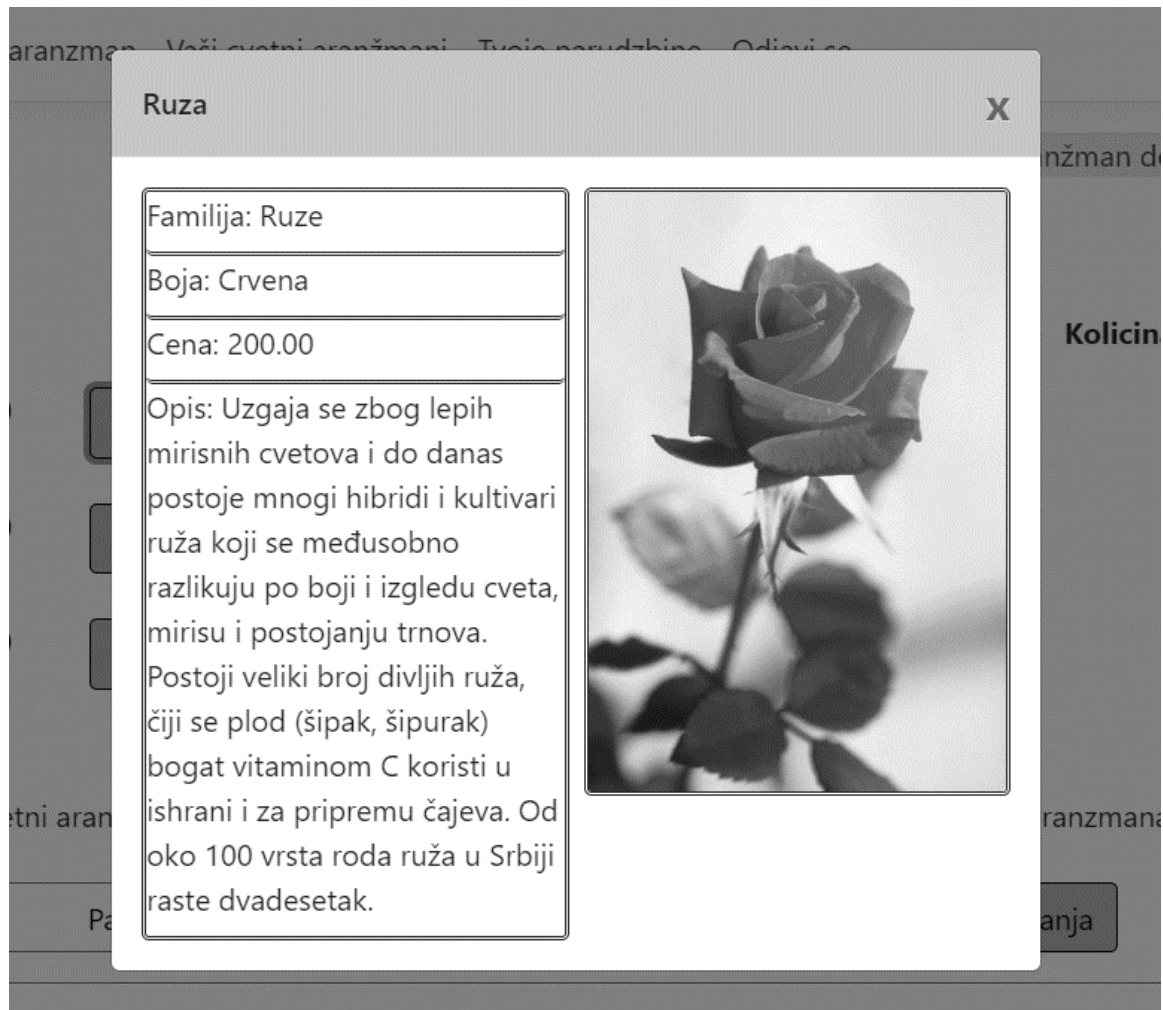 Vaši cvetni aranžmani Tvoje narudzbine Odjavi se
Ruza
x
Familija: Ruze
Boja: Crvena
Cena: 200.00
Opis: Uzgaja se zbog lepih
mirisnih cvetova i do danas
postoje mnogi hibridi i kultivari
ruža koji se međusobno
razlikuju po boji i izgledu cveta,
mirisu i postojanju trnova.
Postoji veliki broj divljih ruža,
čiji se plod (šipak, šipurak)
bogat vitaminom C koristi u
ishrani i za pripremu čajeva. Od
oko 100 vrsta roda ruža u Srbiji
raste dvadesetak.